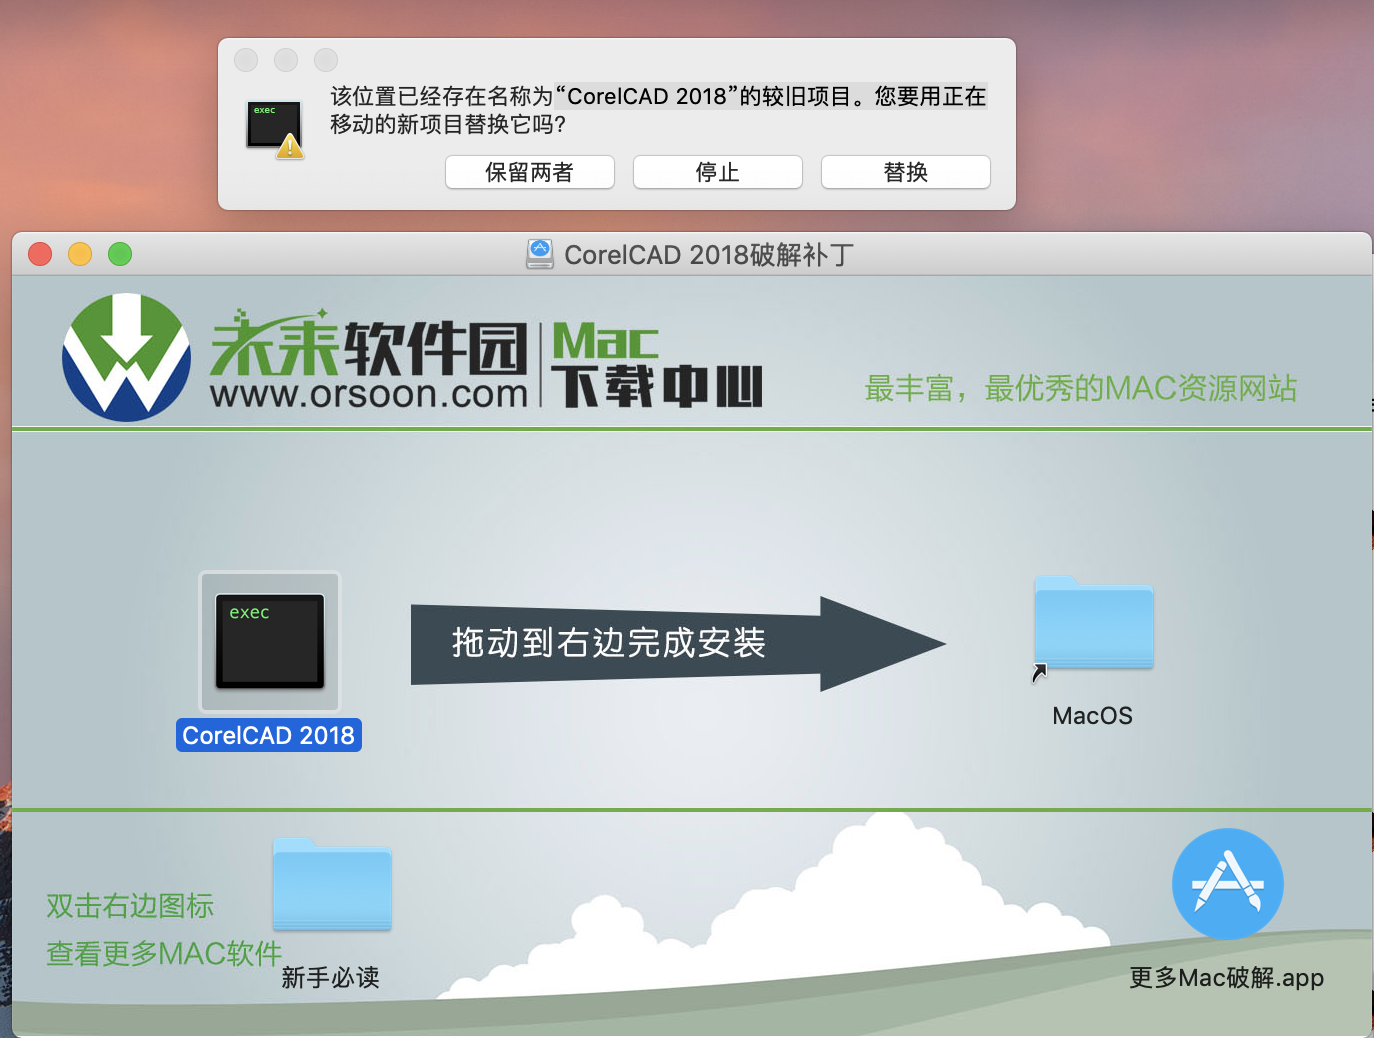 该位置已经存在名称为“CorelCAD 2018”的较旧项目。您要用正在
移动的新项目替换它吗?
exec
保留两者
停止
替换
CorelCAD 2018破解补丁
未来软件园
www.orsoon.com
Mac
下载中心
最丰富，最优秀的MAC资源网站
exec
拖动到右边完成安装
CorelCAD 2018
MacOS
双击右边图标
查看更多MAC软件
新手必读
更多Mac破解.app